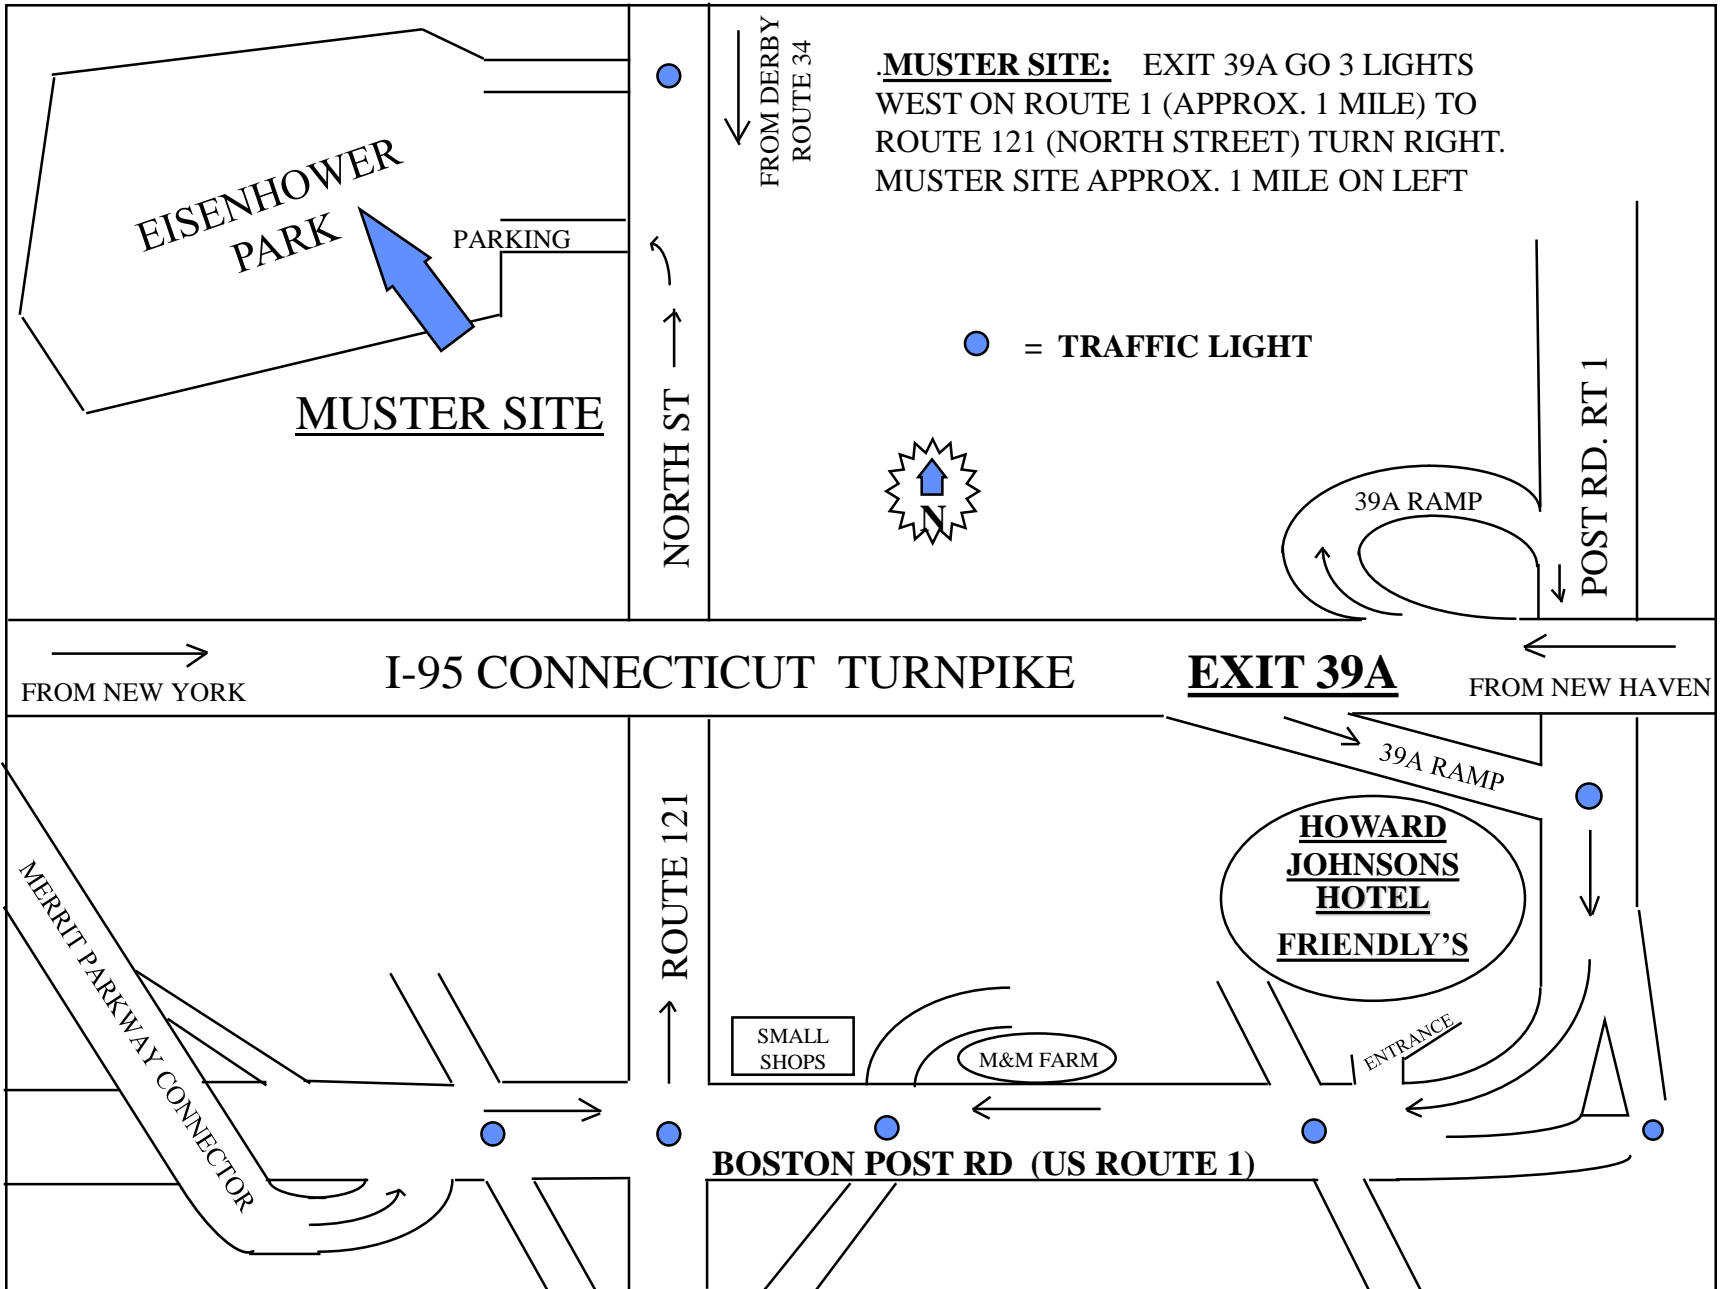 FROM DERBY
ROUTE 34
.MUSTER SITE: EXIT 39A GO 3 LIGHTS
WEST ON ROUTE 1 (APPROX. 1 MILE) TO
ROUTE 121 (NORTH STREET) TURN RIGHT.
MUSTER SITE APPROX. 1 MILE ON LEFT
EISENHOWER
PARK
PARKING
= TRAFFIC LIGHT
MUSTER SITE
NORTH ST
N
39A RAMP
POST RD. RT 1
FROM NEW YORK
I-95 CONNECTICUT TURNPIKE
EXIT 39A
FROM NEW HAVEN
39A RAMP
ROUTE 121
HOWARD
JOHNSONS
HOTEL
FRIENDLY'S
MERRIT PARKWAY CONNECTOR
SMALL
SHOPS
M&M FARM
ENTRANCE
BOSTON POST RD (US ROUTE 1)